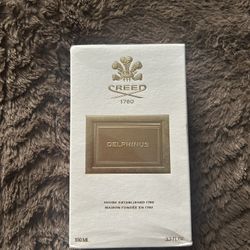 CREED
1760
DELPHINUS
HOUSE ESTABLISHED 1760
MAISON FONDÉE EN 1760
100 ML
3.3 FL OZ